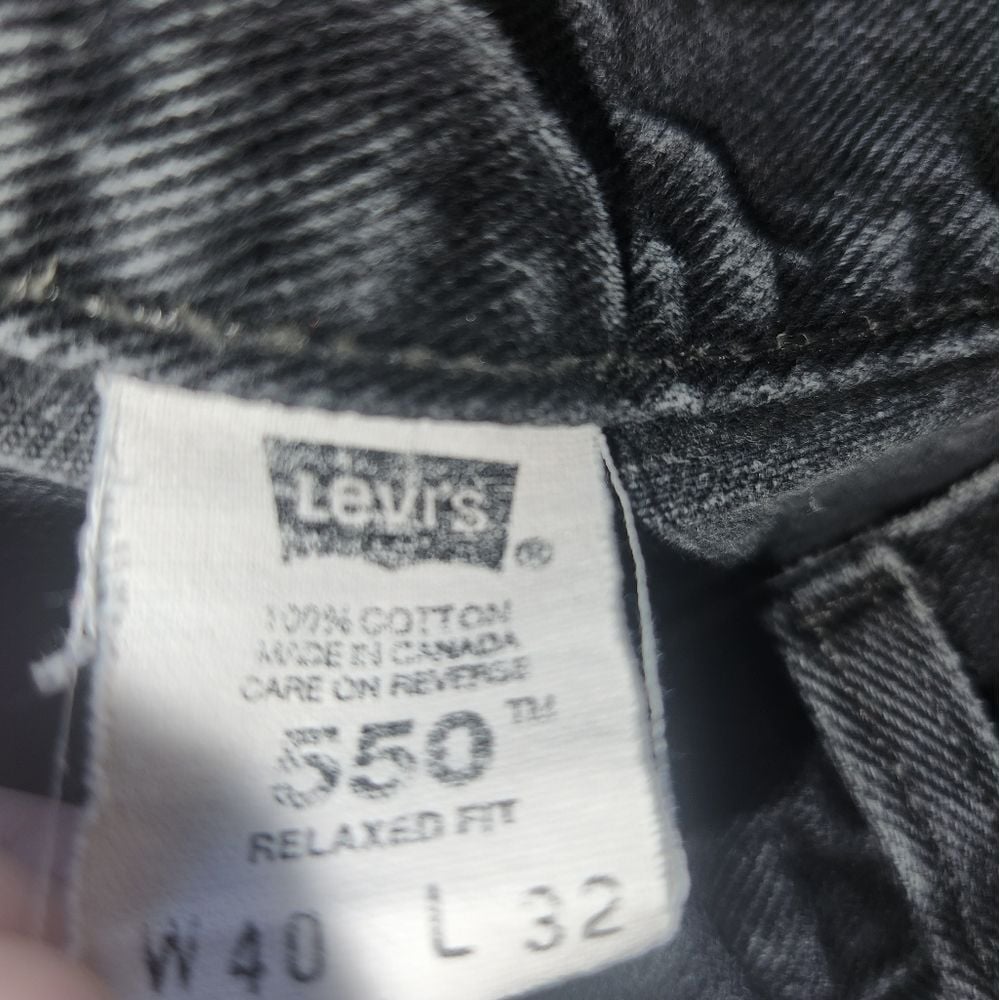 Levi's
®
100% COTTON
MADE IN CANADA
CARE ON REVERSE
550™
RELAXED FIT
W 40 L 32